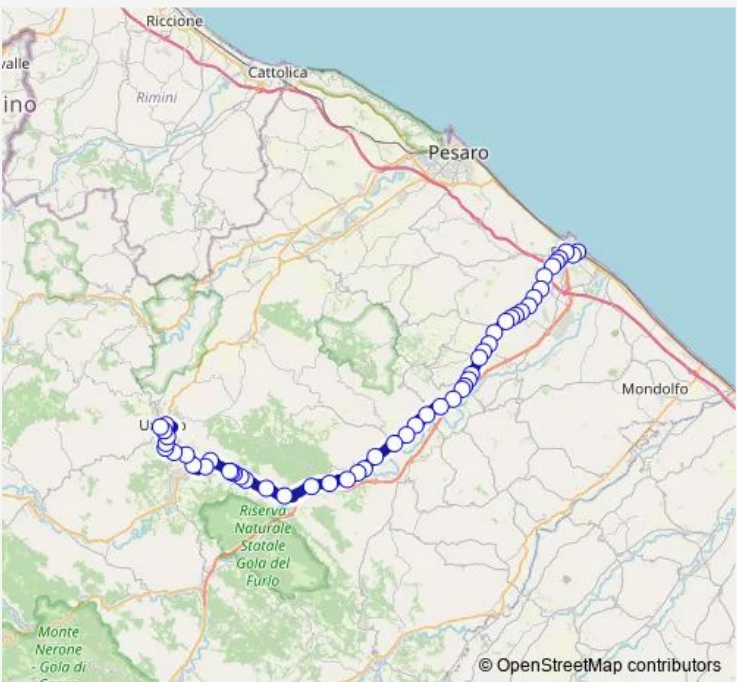 Riccione
valle
Cattolica
ino
Rimini
Pesaro
Mondolfo
Riserva
Naturale
Statale
Gola del
Furlo
Monte
Nerone
- Gola di
© OpenStreetMap contributors